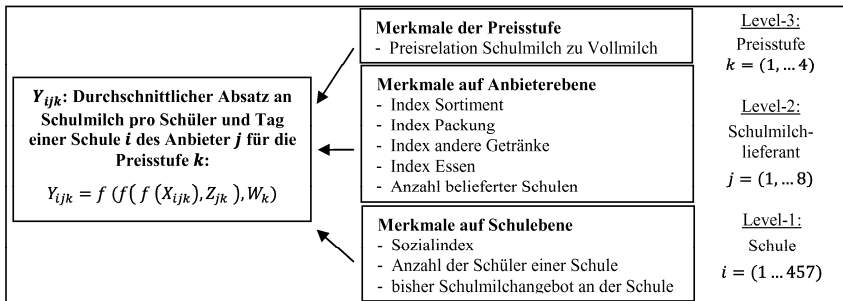 Y_ijk: Durchschnittlicher Absatz an
Schulmilch pro Schüler und Tag
einer Schule i des Anbieter j für die
Preisstufe k:
Y_ijk = f (f( f (X_ijk), Z_jk ), W_k)
Merkmale der Preisstufe
- Preisrelation Schulmilch zu Vollmilch
Merkmale auf Anbieterebene
- Index Sortiment
- Index Packung
- Index andere Getränke
- Index Essen
- Anzahl belieferter Schulen
Merkmale auf Schulebene
- Sozialindex
- Anzahl der Schüler einer Schule
- bisher Schulmilchangebot an der Schule
Level-3:
Preisstufe
k = (1, … 4)
Level-2:
Schulmilch-
lieferant
j = (1, … 8)
Level-1:
Schule
i = (1 … 457)